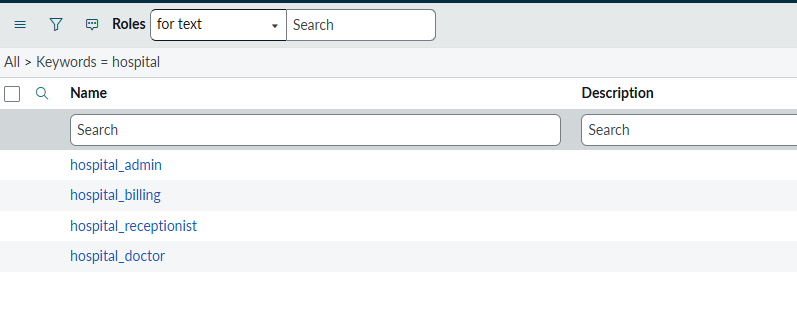 Roles for text Search
All > Keywords = hospital
Name Description
Search Search
hospital_admin
hospital_billing
hospital_receptionist
hospital_doctor